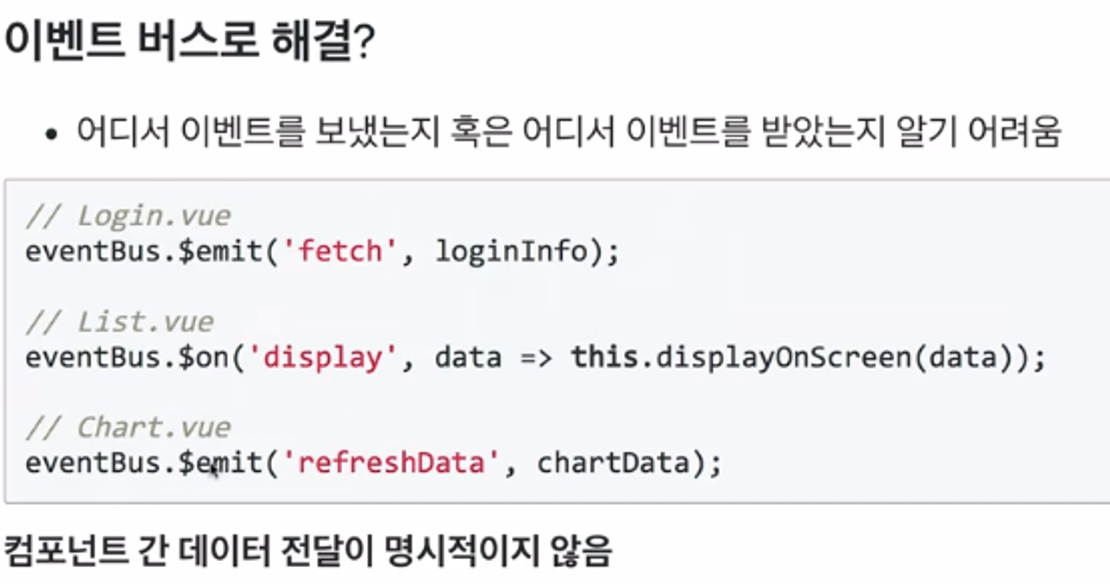 이벤트 버스로 해결?
• 어디서 이벤트를 보냈는지 혹은 어디서 이벤트를 받았는지 알기 어려움
// Login.vue
eventBus.$emit('fetch', loginInfo);
// List.vue
eventBus.$on('display', data => this.displayOnScreen(data));
// Chart.vue
eventBus.$emit('refreshData', chartData);
컴포넌트 간 데이터 전달이 명시적이지 않음